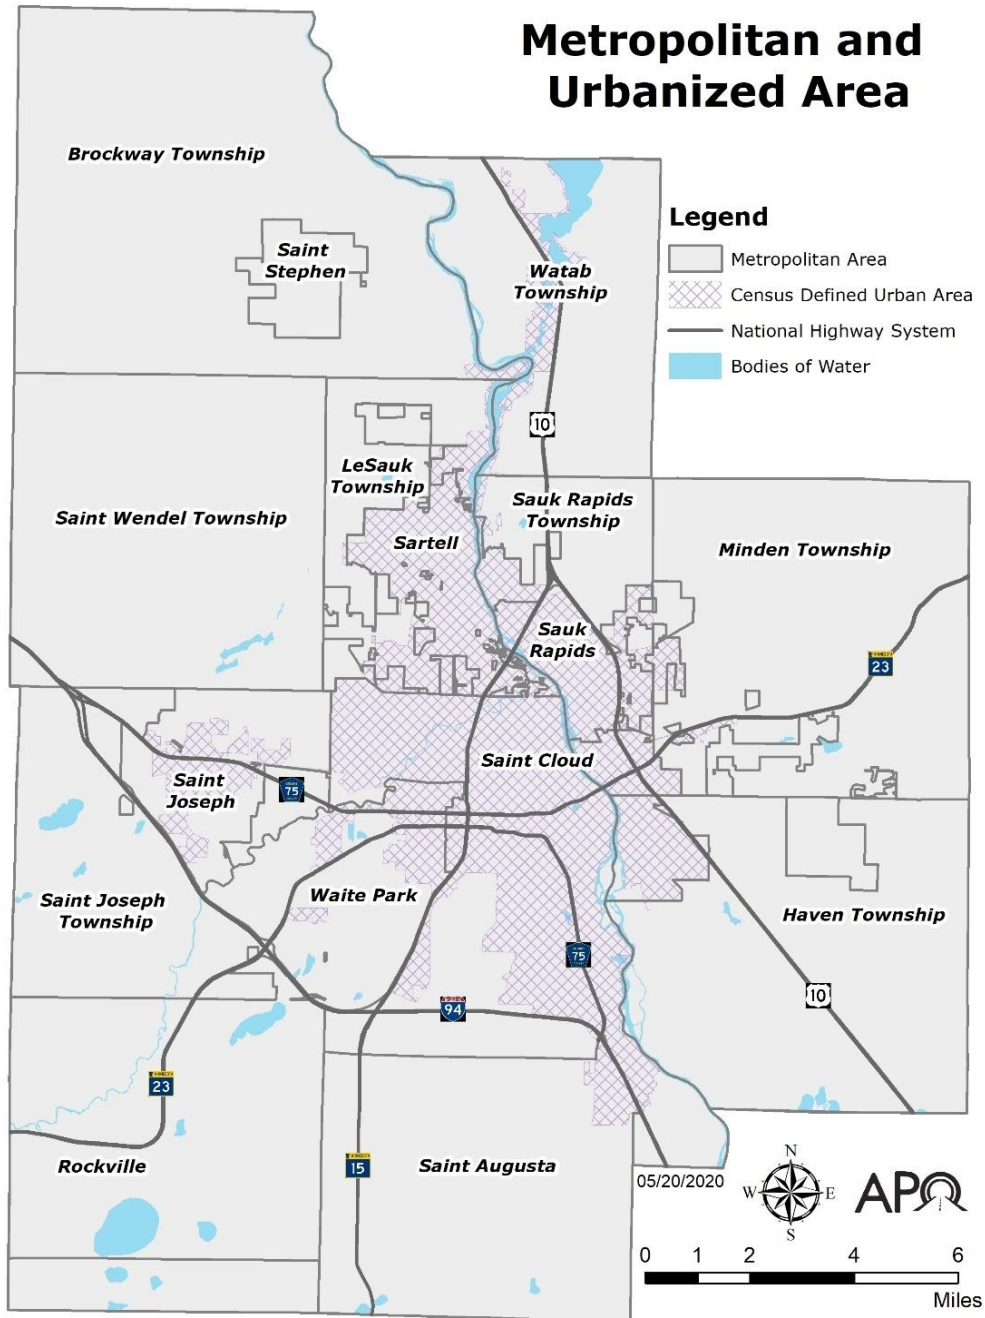 Metropolitan and
Urbanized Area
Brockway Township
Saint
Stephen
Watab
Township
Legend
Metropolitan Area
Census Defined Urban Area
National Highway System
Bodies of Water
10
LeSauk
Township
Saint Wendel Township
Sartell
Sauk Rapids
Township
Minden Township
Sauk
Rapids
23
Saint Cloud
Saint
Joseph
75
Saint Joseph
Township
Waite Park
Haven Township
75
94
10
23
15
Rockville
Saint Augusta
05/20/2020
N
W
E
S
APO
0 1 2 4 6
Miles